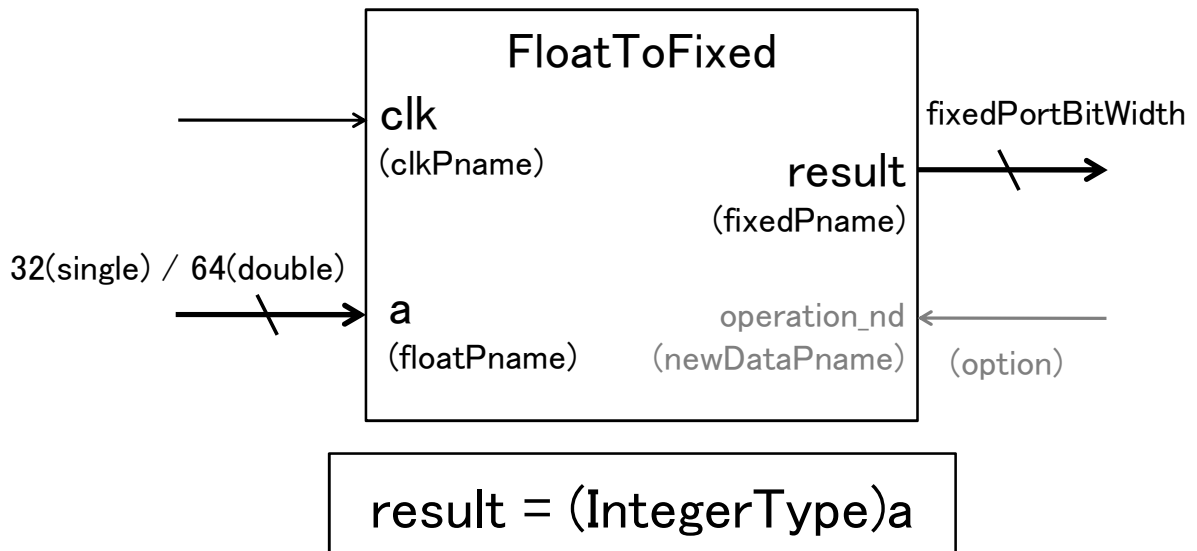 FloatToFixed
clk
(clkPname)
fixedPortBitWidth
result
(fixedPname)
32(single) / 64(double)
a
(floatPname)
operation_nd
(newDataPname)
(option)
result = (IntegerType)a